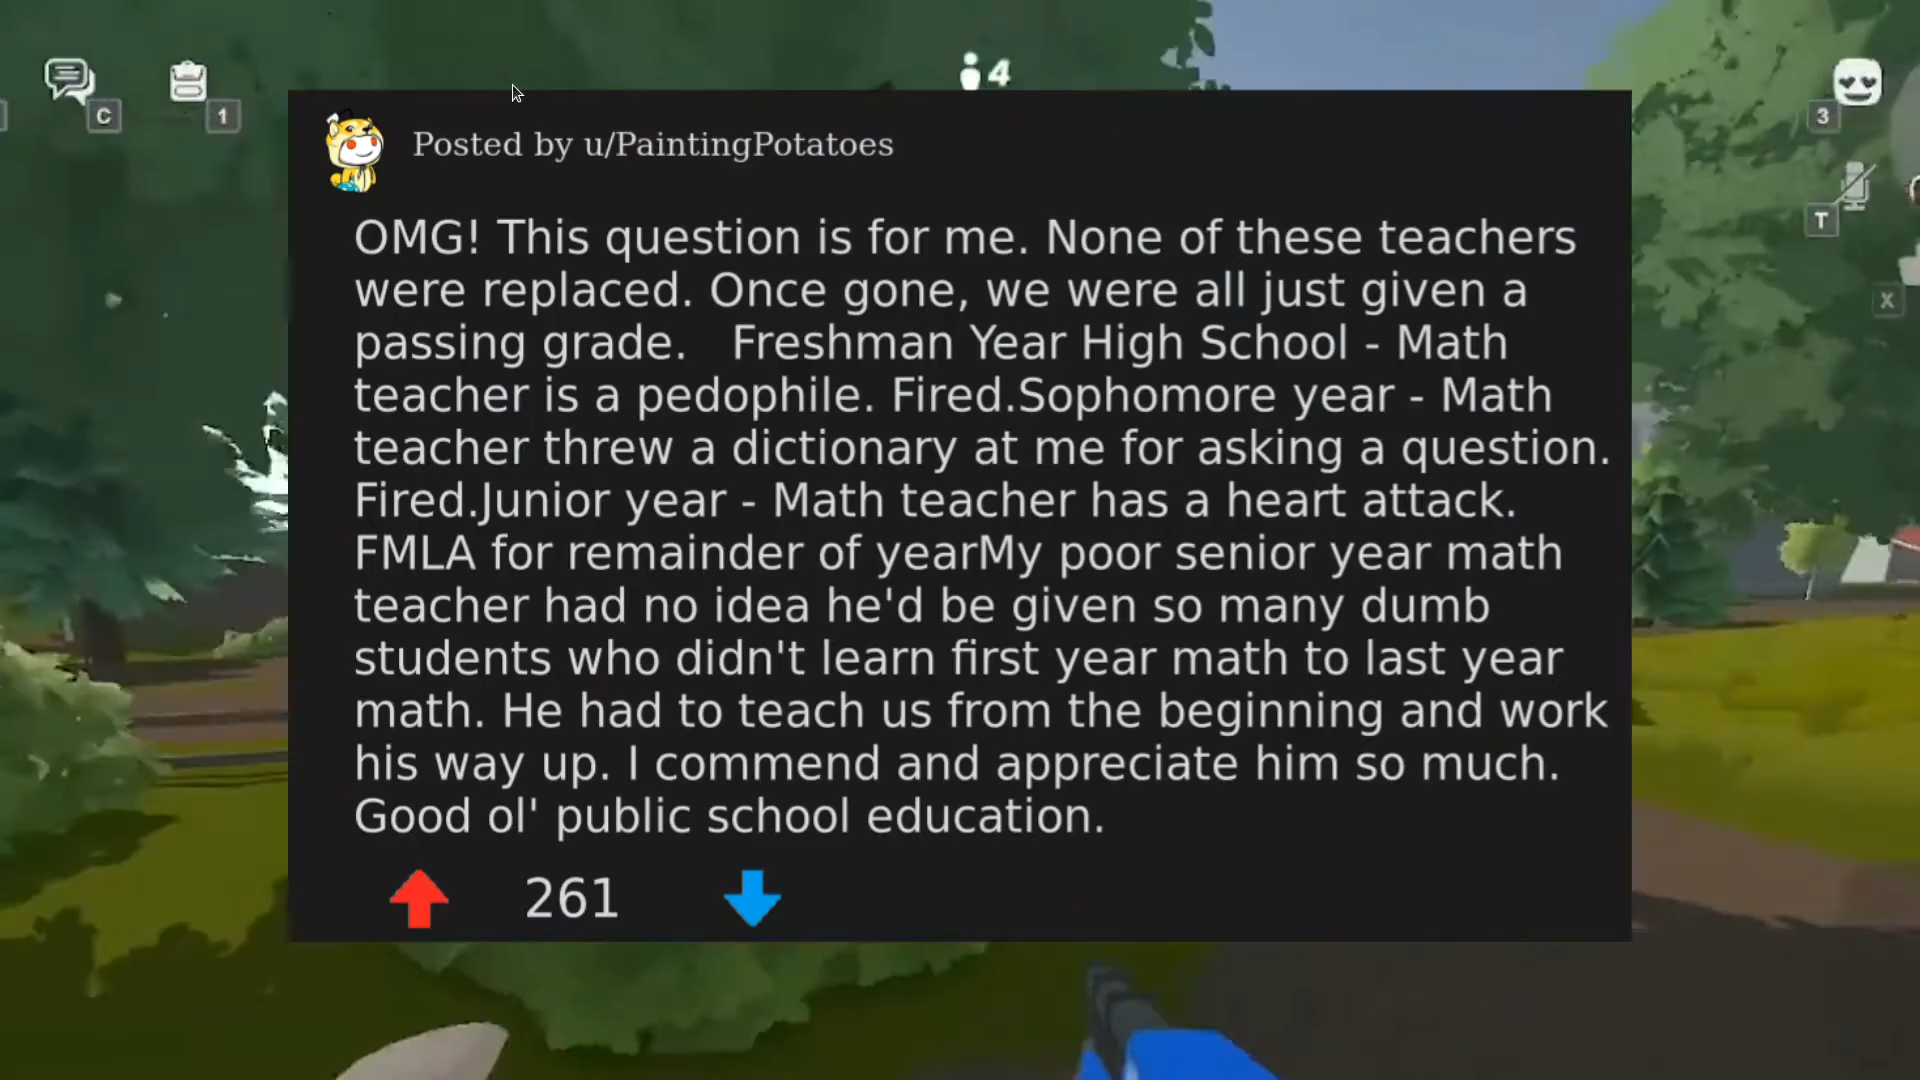 C
1
4
3
T
X
Posted by u/PaintingPotatoes
OMG! This question is for me. None of these teachers
were replaced. Once gone, we were all just given a
passing grade.   Freshman Year High School - Math
teacher is a pedophile. Fired.Sophomore year - Math
teacher threw a dictionary at me for asking a question.
Fired.Junior year - Math teacher has a heart attack.
FMLA for remainder of yearMy poor senior year math
teacher had no idea he'd be given so many dumb
students who didn't learn first year math to last year
math. He had to teach us from the beginning and work
his way up. I commend and appreciate him so much.
Good ol' public school education.
261